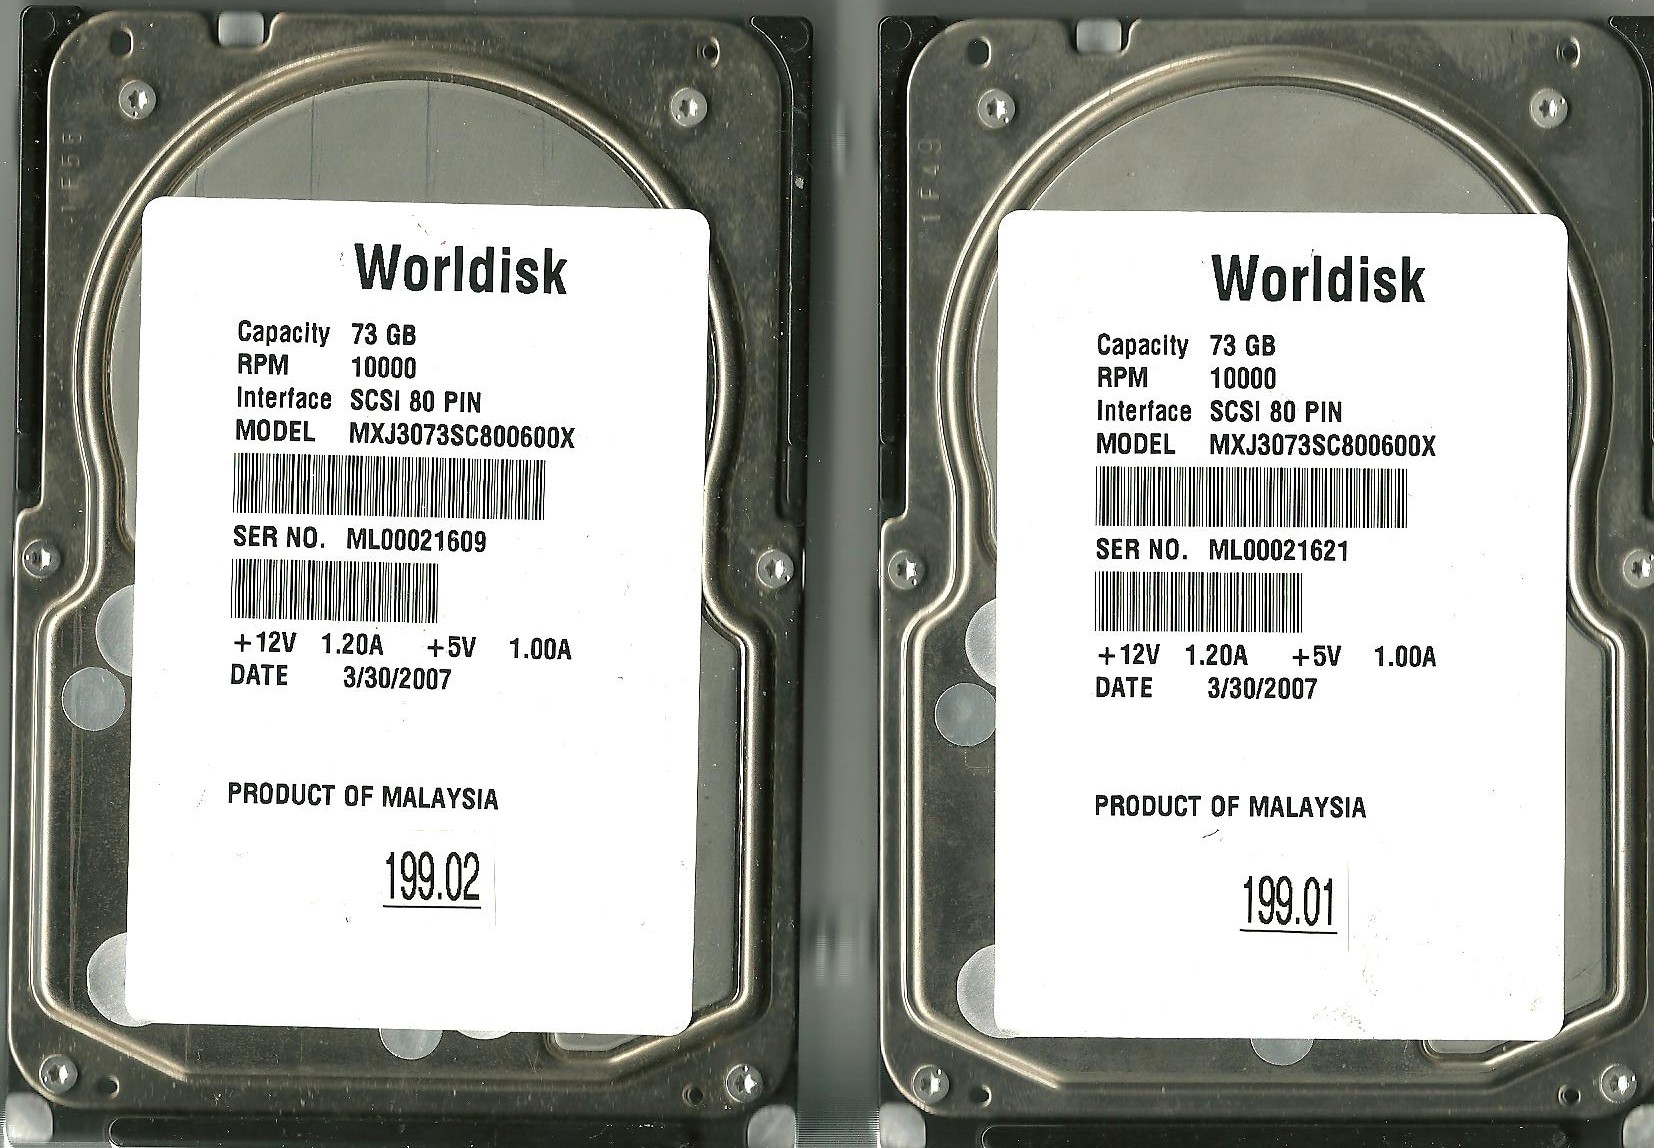 1F56
Worldisk
Capacity 73 GB
RPM 10000
Interface SCSI 80 PIN
MODEL MXJ3073SC800600X
SER NO. ML00021609
+12V 1.20A +5V 1.00A
DATE 3/30/2007
PRODUCT OF MALAYSIA
199.02
1F49
Worldisk
Capacity 73 GB
RPM 10000
Interface SCSI 80 PIN
MODEL MXJ3073SC800600X
SER NO. ML00021621
+12V 1.20A +5V 1.00A
DATE 3/30/2007
PRODUCT OF MALAYSIA
199.01